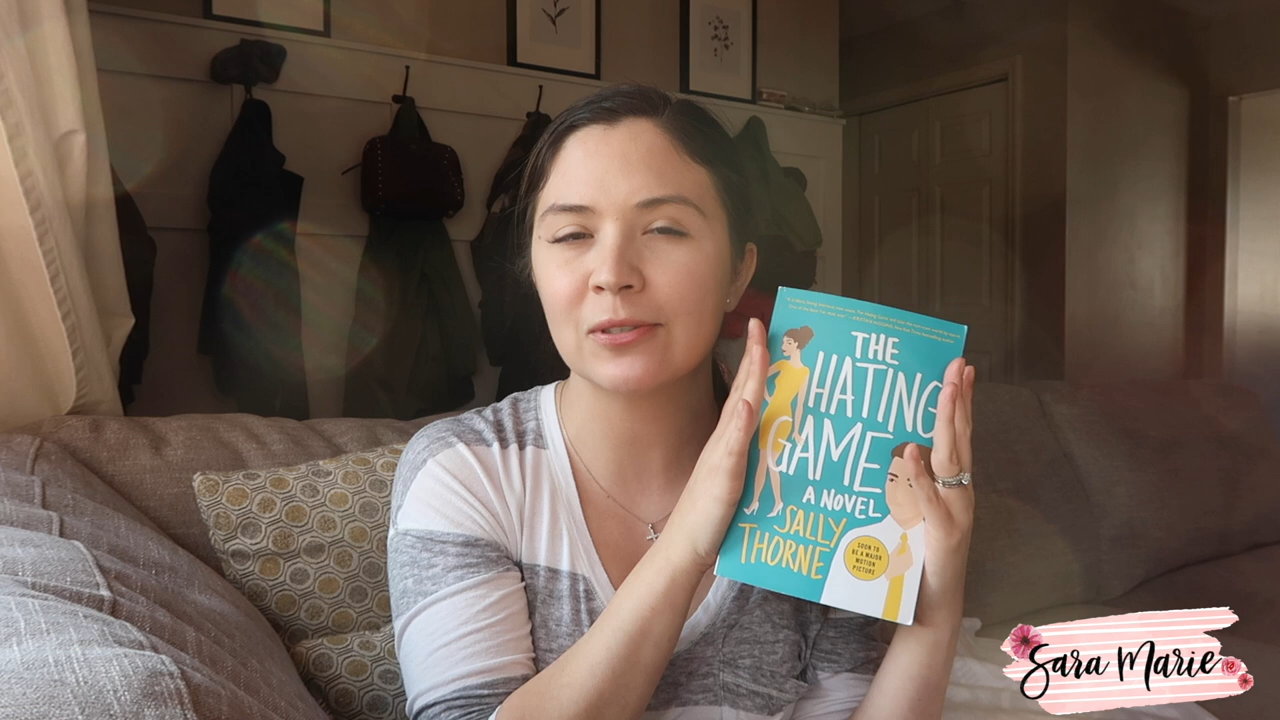 THE
HATING
GAME
A NOVEL
SALLY
THORNE
SOON TO
BE A MAJOR
MOTION
PICTURE
Sara Marie